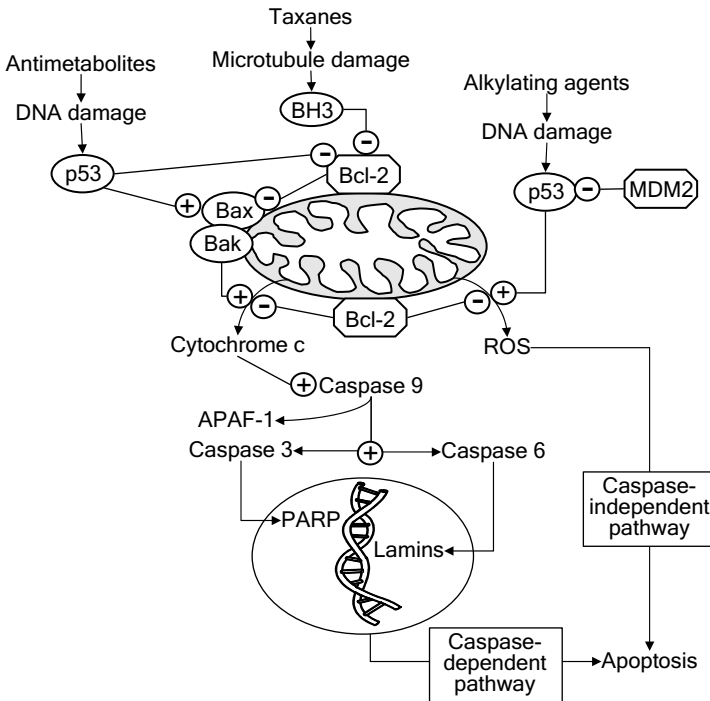 Taxanes
Antimetabolites
Microtubule damage
Alkylating agents
DNA damage
BH3
DNA damage
p53
−
−
Bcl-2
p53
−
MDM2
+
Bax
−
Bak
+
−
Bcl-2
−
+
Cytochrome c
ROS
+ Caspase 9
APAF-1
Caspase 3
+
Caspase 6
Caspase-
independent
pathway
PARP
Lamins
Caspase-
dependent
pathway
Apoptosis